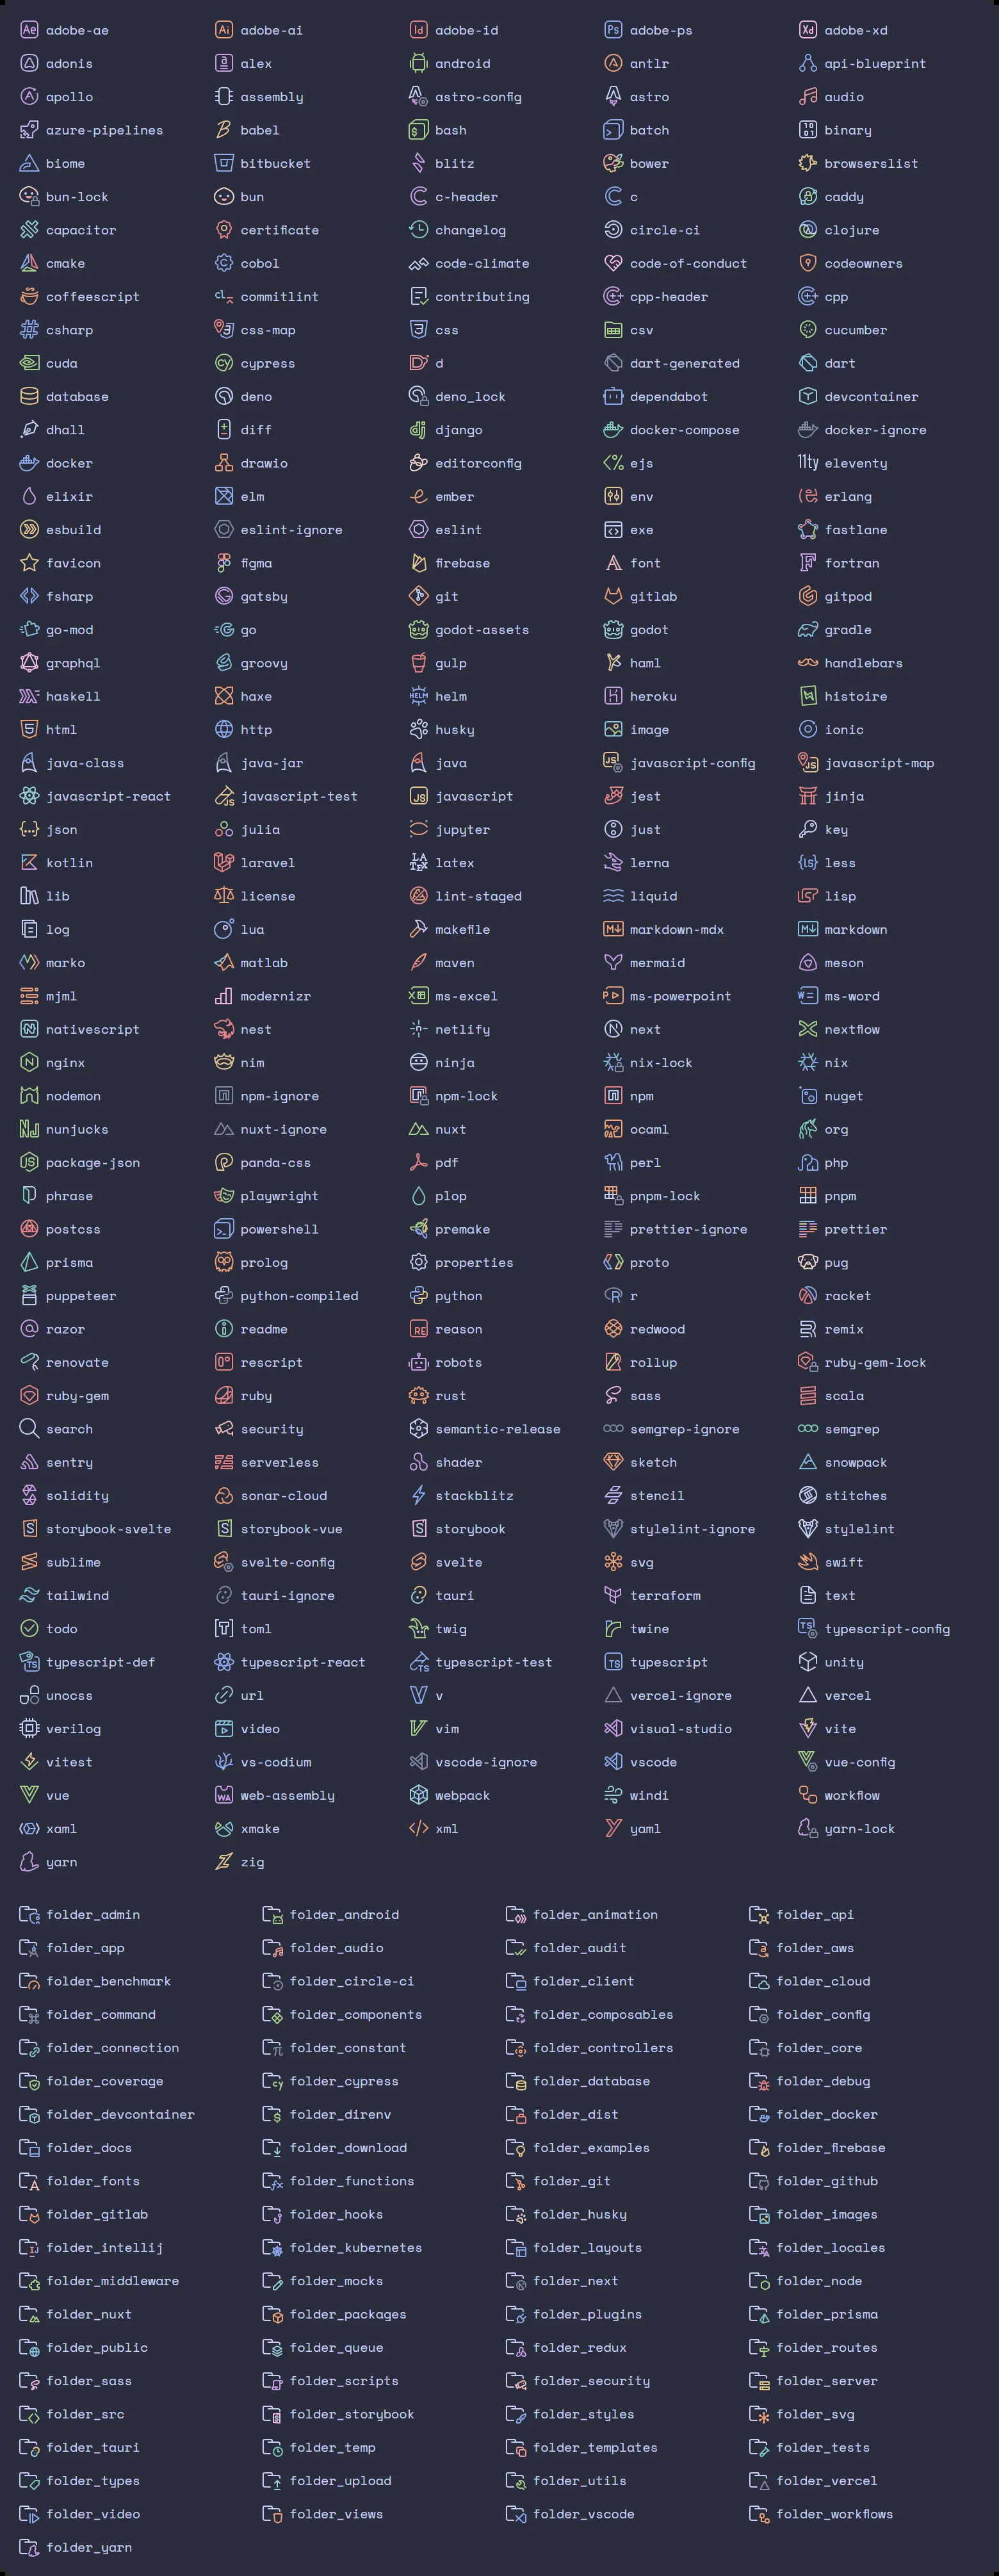 adobe-ae adobe-ai adobe-id adobe-ps adobe-xd
adonis alex android antlr api-blueprint
apollo assembly astro-config astro audio
azure-pipelines babel bash batch binary
biome bitbucket blitz bower browserslist
bun-lock bun c-header c caddy
capacitor certificate changelog circle-ci clojure
cmake cobol code-climate code-of-conduct codeowners
coffeescript commitlint contributing cpp-header cpp
csharp css-map css csv cucumber
cuda cypress d dart-generated dart
database deno deno_lock dependabot devcontainer
dhall diff django docker-compose docker-ignore
docker drawio editorconfig ejs eleventy
elixir elm ember env erlang
esbuild eslint-ignore eslint exe fastlane
favicon figma firebase font fortran
fsharp gatsby git gitlab gitpod
go-mod go godot-assets godot gradle
graphql groovy gulp haml handlebars
haskell haxe helm heroku histoire
html http husky image ionic
java-class java-jar java javascript-config javascript-map
javascript-react javascript-test javascript jest jinja
json julia jupyter just key
kotlin laravel latex lerna less
lib license lint-staged liquid lisp
log lua makefile markdown-mdx markdown
marko matlab maven mermaid meson
mjml modernizr ms-excel ms-powerpoint ms-word
nativescript nest netlify next nextflow
nginx nim ninja nix-lock nix
nodemon npm-ignore npm-lock npm nuget
nunjucks nuxt-ignore nuxt ocaml org
package-json panda-css pdf perl php
phrase playwright plop pnpm-lock pnpm
postcss powershell premake prettier-ignore prettier
prisma prolog properties proto pug
puppeteer python-compiled python r racket
razor readme reason redwood remix
renovate rescript robots rollup ruby-gem-lock
ruby-gem ruby rust sass scala
search security semantic-release semgrep-ignore semgrep
sentry serverless shader sketch snowpack
solidity sonar-cloud stackblitz stencil stitches
storybook-svelte storybook-vue storybook stylelint-ignore stylelint
sublime svelte-config svelte svg swift
tailwind tauri-ignore tauri terraform text
todo toml twig twine typescript-config
typescript-def typescript-react typescript-test typescript unity
unocss url v vercel-ignore vercel
verilog video vim visual-studio vite
vitest vs-codium vscode-ignore vscode vue-config
vue web-assembly webpack windi workflow
xaml xmake xml yaml yarn-lock
yarn zig
folder_admin folder_android folder_animation folder_api
folder_app folder_audio folder_audit folder_aws
folder_benchmark folder_circle-ci folder_client folder_cloud
folder_command folder_components folder_composables folder_config
folder_connection folder_constant folder_controllers folder_core
folder_coverage folder_cypress folder_database folder_debug
folder_devcontainer folder_direnv folder_dist folder_docker
folder_docs folder_download folder_examples folder_firebase
folder_fonts folder_functions folder_git folder_github
folder_gitlab folder_hooks folder_husky folder_images
folder_intellij folder_kubernetes folder_layouts folder_locales
folder_middleware folder_mocks folder_next folder_node
folder_nuxt folder_packages folder_plugins folder_prisma
folder_public folder_queue folder_redux folder_routes
folder_sass folder_scripts folder_security folder_server
folder_src folder_storybook folder_styles folder_svg
folder_tauri folder_temp folder_templates folder_tests
folder_types folder_upload folder_utils folder_vercel
folder_video folder_views folder_vscode folder_workflows
folder_yarn